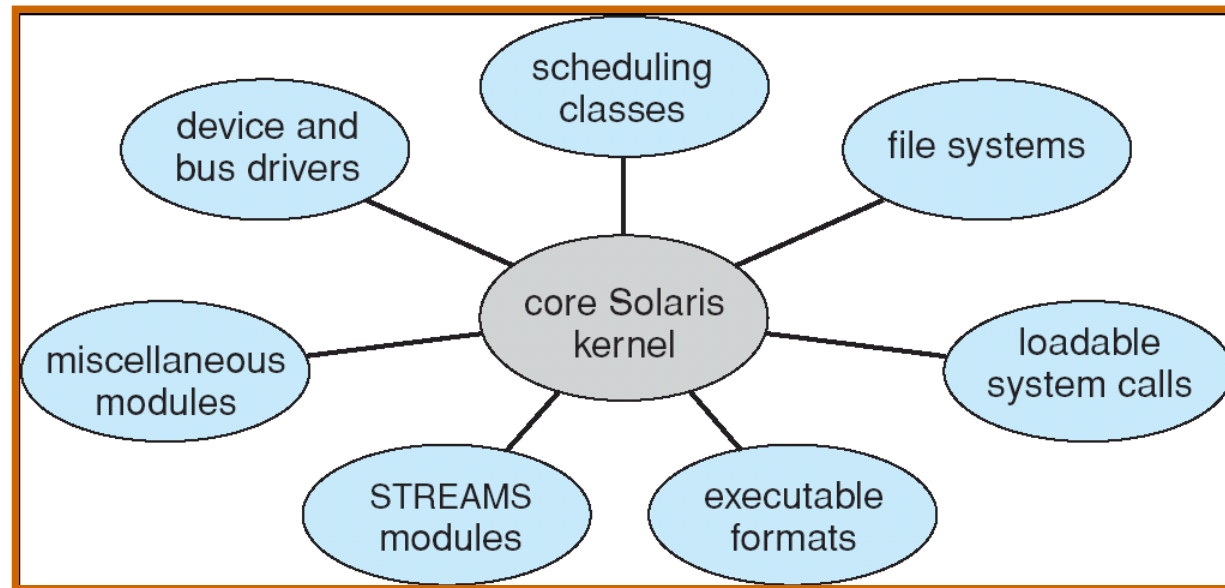 scheduling
classes
device and
bus drivers
file systems
core Solaris
kernel
miscellaneous
modules
loadable
system calls
STREAMS
modules
executable
formats